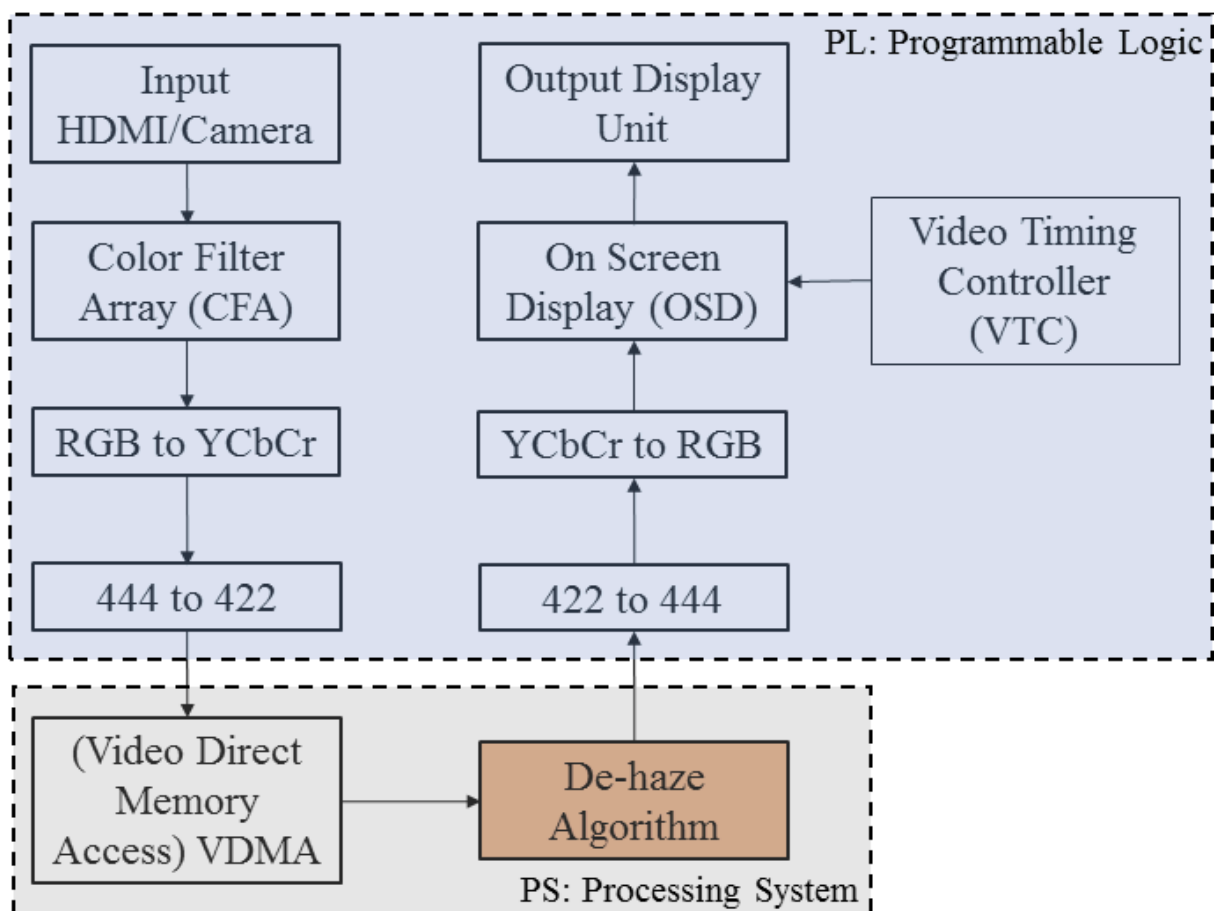 PL: Programmable Logic
Input
HDMI/Camera
Color Filter
Array (CFA)
RGB to YCbCr
444 to 422
Output Display
Unit
On Screen
Display (OSD)
YCbCr to RGB
422 to 444
Video Timing
Controller
(VTC)
(Video Direct
Memory
Access) VDMA
De-haze
Algorithm
PS: Processing System